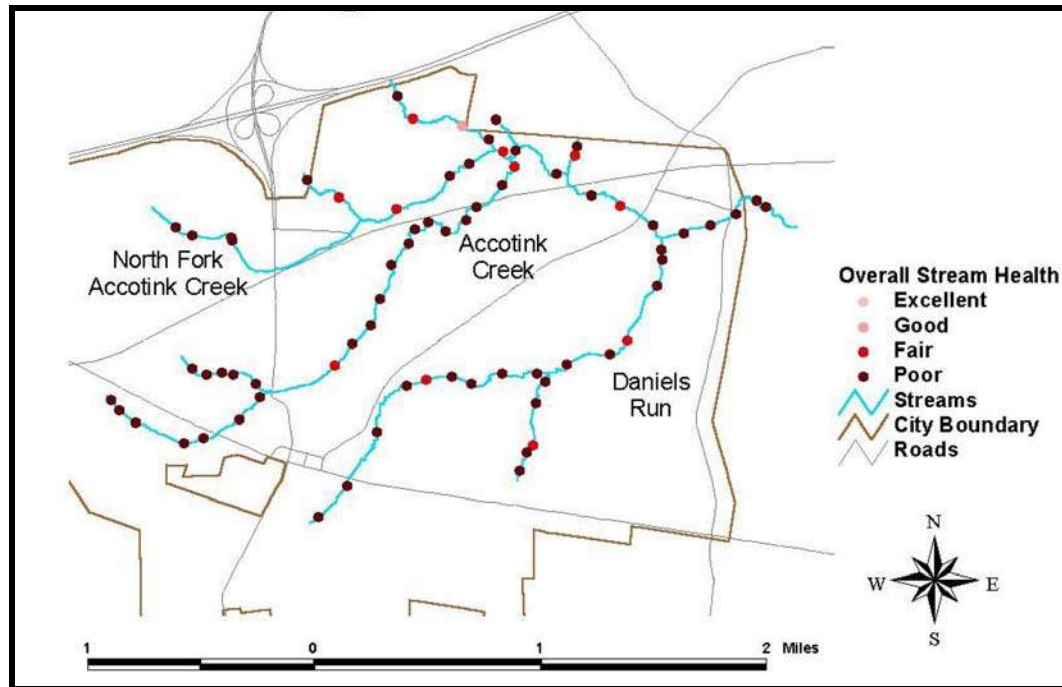 North Fork
Accotink Creek
Accotink
Creek
Daniels
Run
Overall Stream Health
Excellent
Good
Fair
Poor
Streams
City Boundary
Roads
N
W E
S
1 0 1 2 Miles